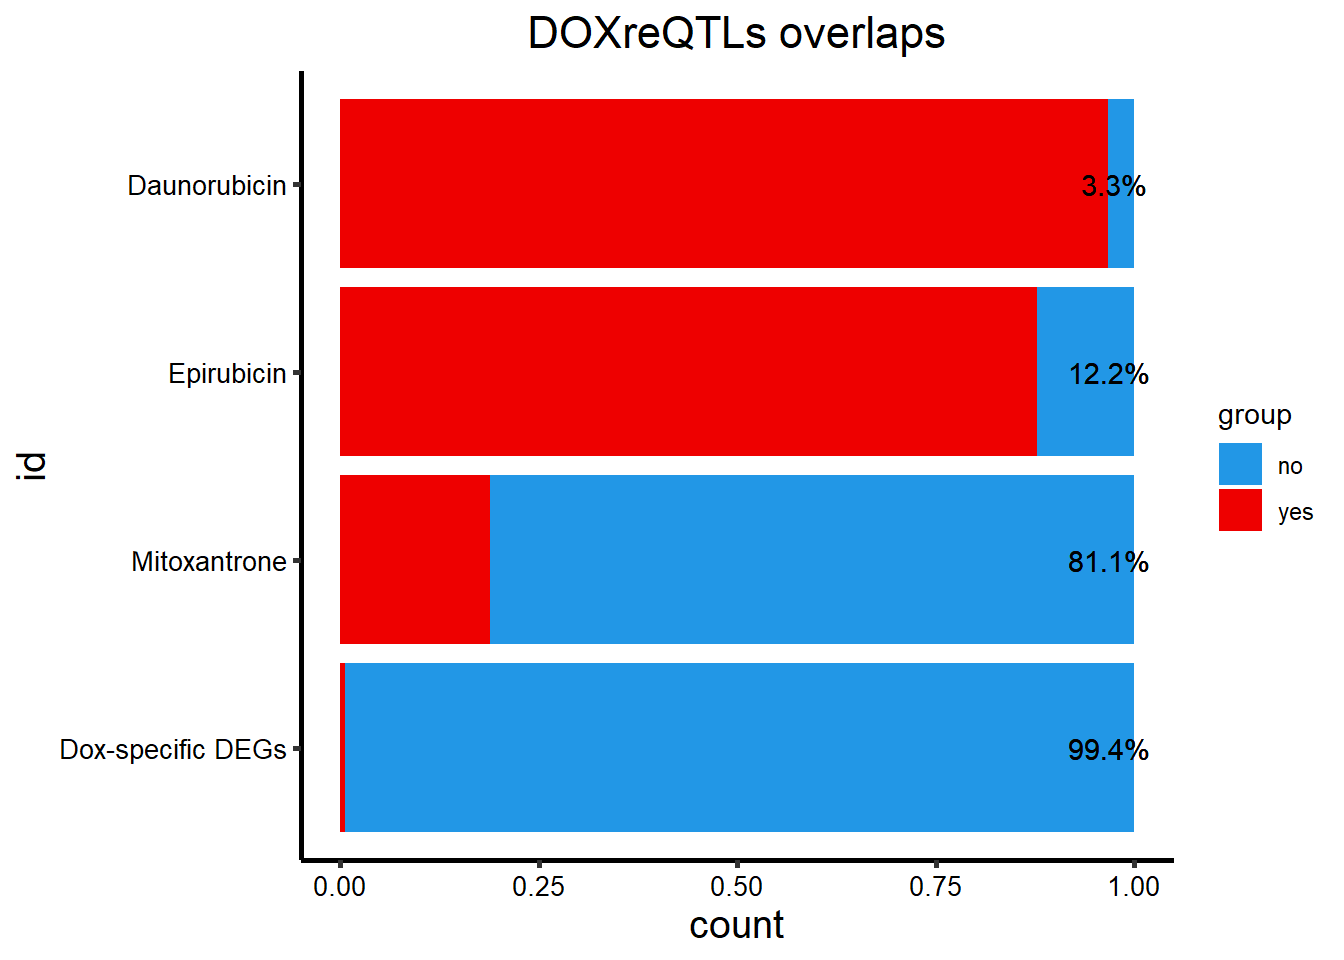 DOXreQTLs overlaps
Daunorubicin
3.3%
Epirubicin
12.2%
Mitoxantrone
81.1%
Dox-specific DEGs
99.4%
id
0.00 0.25 0.50 0.75 1.00
count
group
no
yes